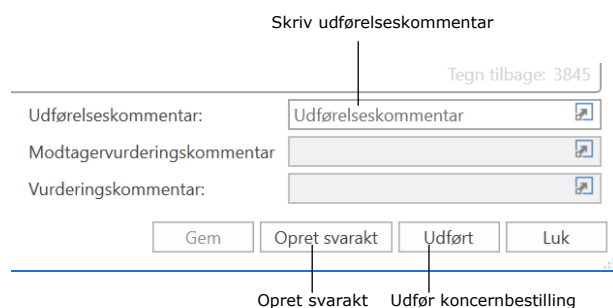 Skriv udførelseskommentar
Tegn tilbage: 3845
Udførelseskommentar: Udførelseskommentar
Modtagervurderingskommentar
Vurderingskommentar:
Gem Opret svarakt Udført Luk
Opret svarakt Udfør koncernbestilling